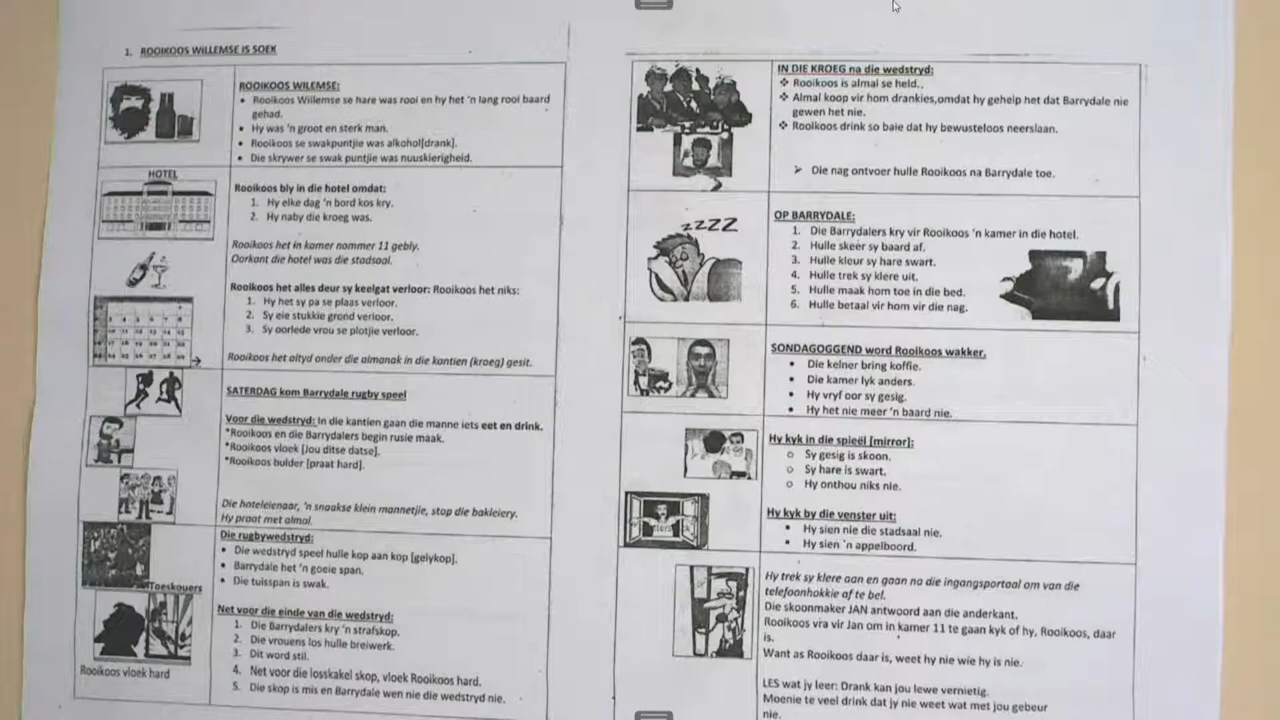 1. ROOIKOOS WILLEMSE IS SOEK
ROOIKOOS WILEMSE:
• Rooikoos Willemse se hare was rooi en hy het 'n lang rooi baard
gehad.
• Hy was 'n groot en sterk man.
• Rooikoos se swakpuntjie was alkohol[drank].
• Die skrywer se swak puntjie was nuuskierigheid.
HOTEL
Rooikoos bly in die hotel omdat:
1. Hy elke dag 'n bord kos kry.
2. Hy naby die kroeg was.
Rooikoos het in kamer nommer 11 gebly.
Oorkant die hotel was die stadsaal.
Rooikoos het alles deur sy keelgat verloor: Rooikoos het niks:
1. Hy het sy pa se plaas verloor.
2. Sy eie stukkie grond verloor.
3. Sy oorlede vrou se plotjie verloor.
Rooikoos het altyd onder die almanak in die kantien (kroeg) gesit.
SATERDAG kom Barrydale rugby speel
Voor die wedstryd: In die kantien gaan die manne iets eet en drink.
*Rooikoos en die Barrydalers begin rusie maak.
*Rooikoos vloek [Jou ditse datse].
*Rooikoos bulder [praat hard].
Die hoteleienaar, 'n snaakse klein mannetjie, stop die bakleiery.
Hy praat met almal.
Die rugbywedstryd:
• Die wedstryd speel hulle kop aan kop [gelykop].
• Barrydale het 'n goeie span.
• Die tuisspan is swak.
Toeskouers
Net voor die einde van die wedstryd:
1. Die Barrydalers kry 'n strafskop.
2. Die vrouens los hulle breiwerk.
3. Dit word stil.
4. Net voor die losskakel skop, vloek Rooikoos hard.
5. Die skop is mis en Barrydale wen nie die wedstryd nie.
Rooikoos vloek hard
IN DIE KROEG na die wedstryd:
❖ Rooikoos is almal se held..
❖ Almal koop vir hom drankies,omdat hy gehelp het dat Barrydale nie
gewen het nie.
❖ Rooikoos drink so baie dat hy bewusteloos neerslaan.
➢ Die nag ontvoer hulle Rooikoos na Barrydale toe.
zzzz
OP BARRYDALE:
1. Die Barrydalers kry vir Rooikoos 'n kamer in die hotel.
2. Hulle skeer sy baard af.
3. Hulle kleur sy hare swart.
4. Hulle trek sy klere uit.
5. Hulle maak hom toe in die bed.
6. Hulle betaal vir hom vir die nag.
SONDAGOGGEND word Rooikoos wakker.
• Die kelner bring koffie.
• Die kamer lyk anders.
• Hy vryf oor sy gesig.
• Hy het nie meer 'n baard nie.
Hy kyk in die spieël [mirror]:
o Sy gesig is skoon.
o Sy hare is swart.
o Hy onthou niks nie.
Hy kyk by die venster uit:
• Hy sien nie die stadsaal nie.
• Hy sien 'n appelboord.
Hy trek sy klere aan en gaan na die ingangsportaal om van die
telefoonhokkie af te bel.
Die skoonmaker JAN antwoord aan die anderkant.
Rooikoos vra vir Jan om in kamer 11 te gaan kyk of hy, Rooikoos, daar
is.
Want as Rooikoos daar is, weet hy nie wie hy is nie.
LES wat jy leer: Drank kan jou lewe vernietig.
Moenie te veel drink dat jy nie weet wat met jou gebeur
nie.